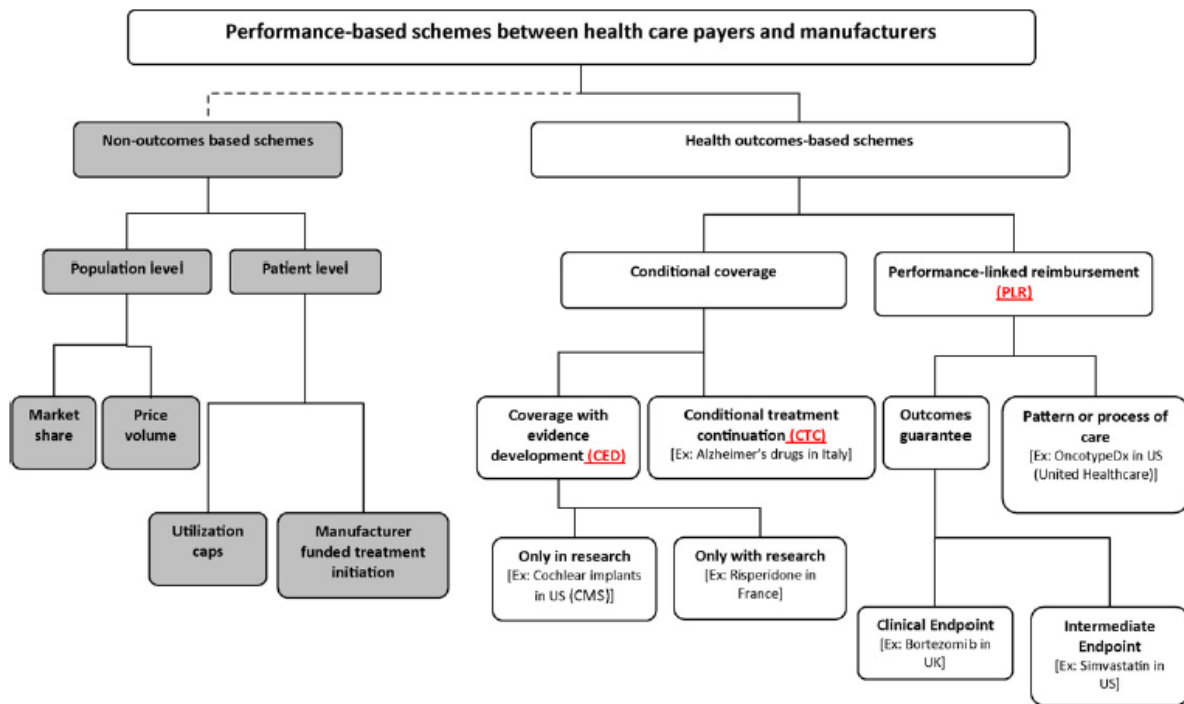 Performance-based schemes between health care payers and manufacturers
Non-outcomes based schemes
Health outcomes-based schemes
Population level
Patient level
Conditional coverage
Performance-linked reimbursement
(PLR)
Market
share
Price
volume
Coverage with
evidence
development (CED)
Conditional treatment
continuation (CTC)
[Ex: Alzheimer's drugs in Italy]
Outcomes
guarantee
Pattern or process of
care
[Ex: OncotypeDx in US
(United Healthcare)]
Utilization
caps
Manufacturer
funded treatment
initiation
Only in research
[Ex: Cochlear implants
in US (CMS)]
Only with research
[Ex: Risperidone in
France]
Clinical Endpoint
[Ex: Bortezomib in
UK]
Intermediate
Endpoint
[Ex: Simvastatin in
US]